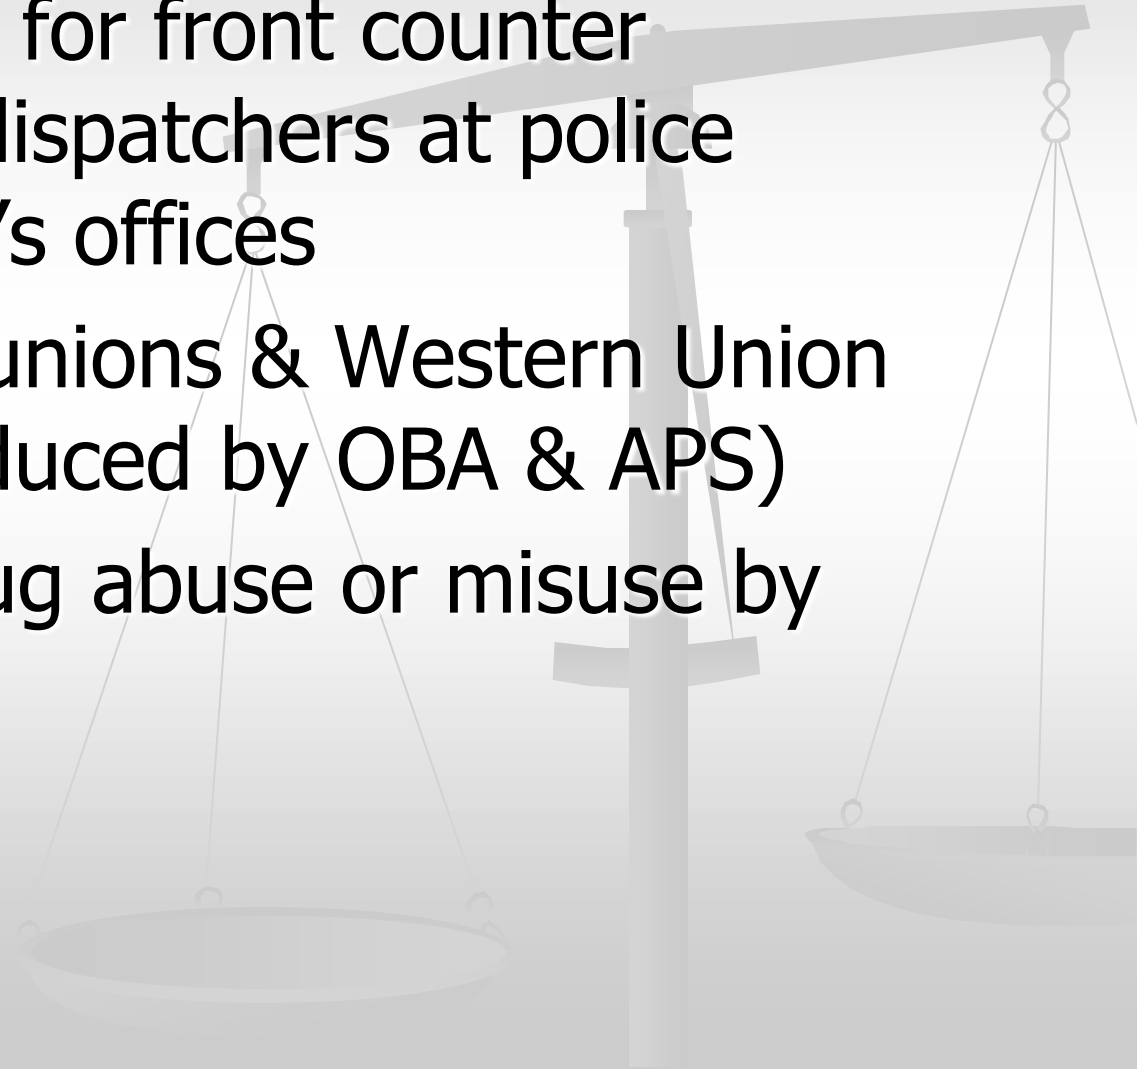 for front counter
dispatchers at police
's offices
unions & Western Union
duced by OBA & APS)
ug abuse or misuse by